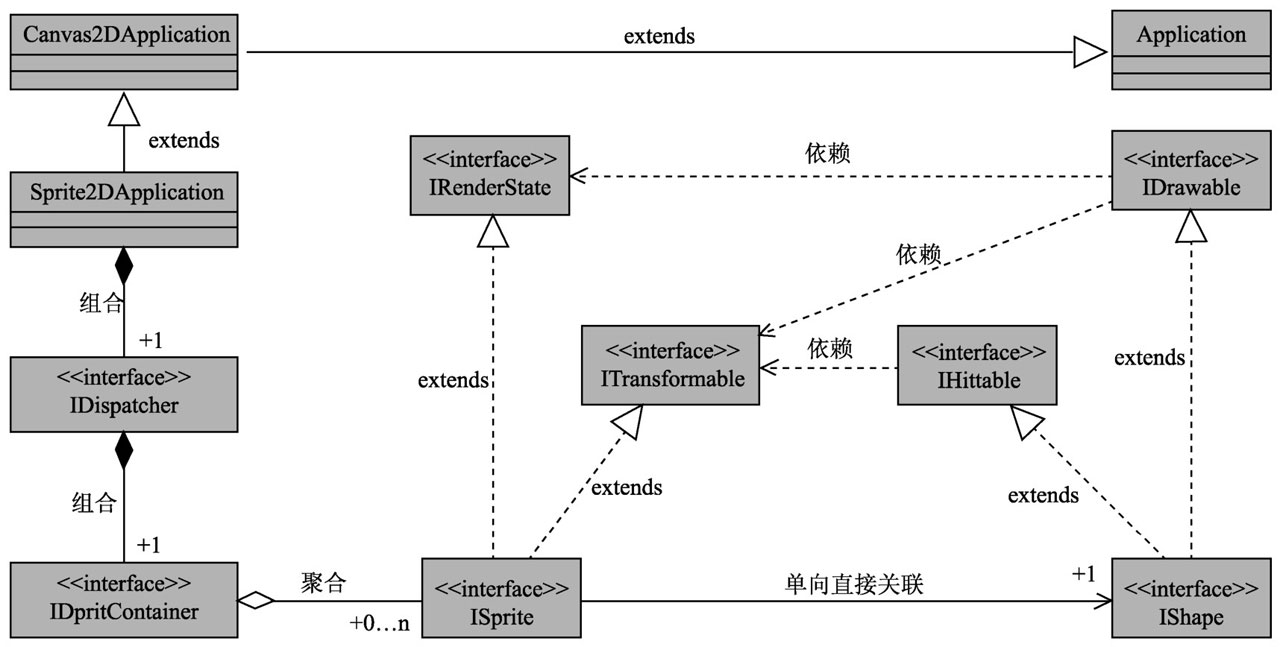 Canvas2DApplication
extends
Application
extends
Sprite2DApplication
<<interface>>
IRenderState
依赖
<<interface>>
IDrawable
依赖
组合
+1
<<interface>>
IDispatcher
extends
<<interface>>
ITransformable
依赖
<<interface>>
IHittable
extends
组合
+1
extends
extends
<<interface>>
IDpritContainer
聚合
+0…n
<<interface>>
ISprite
单向直接关联
+1
<<interface>>
IShape